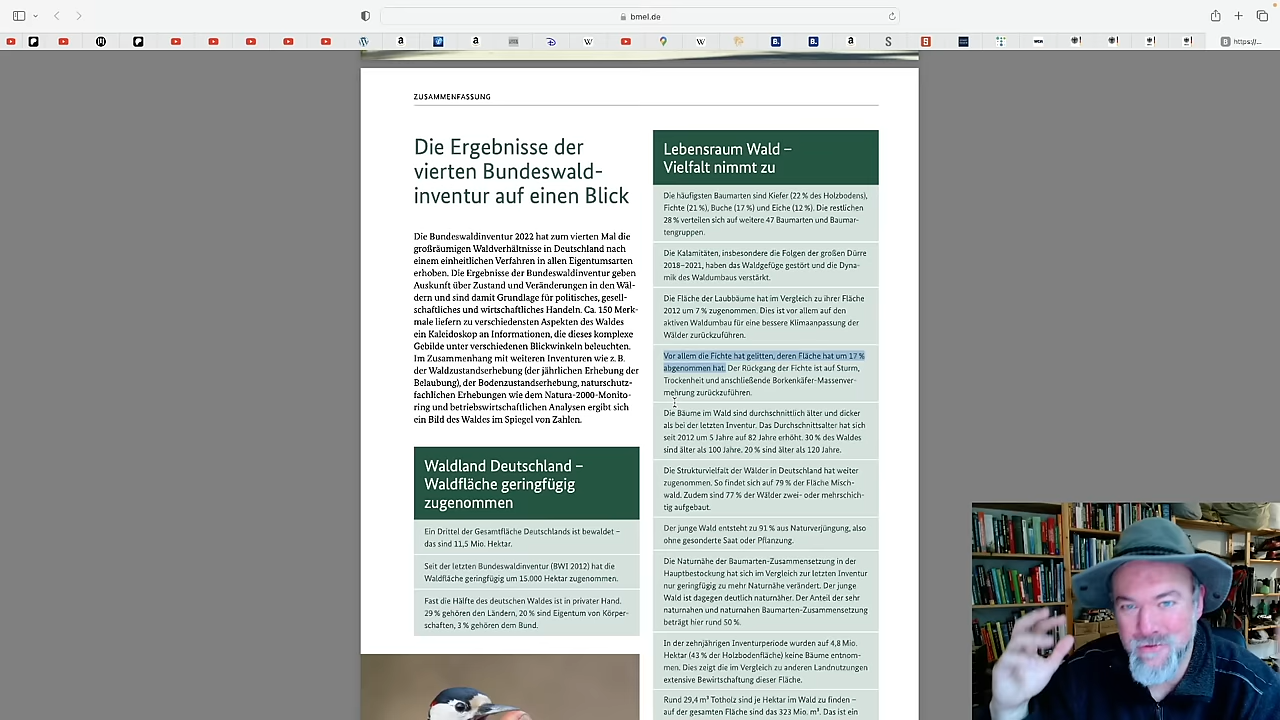 bmel.de
https://...
ZUSAMMENFASSUNG
Die Ergebnisse der
vierten Bundeswald-
inventur auf einen Blick
Die Bundeswaldinventur 2022 hat zum vierten Mal die
großräumigen Waldverhältnisse in Deutschland nach
einem einheitlichen Verfahren in allen Eigentumsarten
erhoben. Die Ergebnisse der Bundeswaldinventur geben
Auskunft über Zustand und Veränderungen in den Wäl-
dern und sind damit Grundlage für politisches, gesell-
schaftliches und wirtschaftliches Handeln. Ca. 150 Merk-
male liefern zu verschiedensten Aspekten des Waldes
ein Kaleidoskop an Informationen, die dieses komplexe
Gebilde unter verschiedenen Blickwinkeln beleuchten.
Im Zusammenhang mit weiteren Inventuren wie z. B.
der Waldzustandserhebung (der jährlichen Erhebung der
Belaubung), der Bodenzustandserhebung, naturschutz-
fachlichen Erhebungen wie dem Natura-2000-Monito-
ring und betriebswirtschaftlichen Analysen ergibt sich
ein Bild des Waldes im Spiegel von Zahlen.
Waldland Deutschland –
Waldfläche geringfügig
zugenommen
Ein Drittel der Gesamtfläche Deutschlands ist bewaldet –
das sind 11,5 Mio. Hektar.
Seit der letzten Bundeswaldinventur (BWI 2012) hat die
Waldfläche geringfügig um 15.000 Hektar zugenommen.
Fast die Hälfte des deutschen Waldes ist in privater Hand.
29 % gehören den Ländern, 20 % sind Eigentum von Körper-
schaften, 3 % gehören dem Bund.
Lebensraum Wald –
Vielfalt nimmt zu
Die häufigsten Baumarten sind Kiefer (22 % des Holzbodens),
Fichte (21 %), Buche (17 %) und Eiche (12 %). Die restlichen
28 % verteilen sich auf weitere 47 Baumarten und Baumar-
tengruppen.
Die Kalamitäten, insbesondere die Folgen der großen Dürre
2018–2021, haben das Waldgefüge gestört und die Dyna-
mik des Waldumbaus verstärkt.
Die Fläche der Laubbäume hat im Vergleich zu ihrer Fläche
2012 um 7 % zugenommen. Dies ist vor allem auf den
aktiven Waldumbau für eine bessere Klimaanpassung der
Wälder zurückzuführen.
Vor allem die Fichte hat gelitten, deren Fläche hat um 17 %
abgenommen hat. Der Rückgang der Fichte ist auf Sturm,
Trockenheit und anschließende Borkenkäfer-Massenver-
mehrung zurückzuführen.
Die Bäume im Wald sind durchschnittlich älter und dicker
als bei der letzten Inventur. Das Durchschnittsalter hat sich
seit 2012 um 5 Jahre auf 82 Jahre erhöht. 30 % des Waldes
sind älter als 100 Jahre. 20 % sind älter als 120 Jahre.
Die Strukturvielfalt der Wälder in Deutschland hat weiter
zugenommen. So findet sich auf 79 % der Fläche Misch-
wald. Zudem sind 77 % der Wälder zwei- oder mehrschich-
tig aufgebaut.
Der junge Wald entsteht zu 91 % aus Naturverjüngung, also
ohne gesonderte Saat oder Pflanzung.
Die Naturnähe der Baumarten-Zusammensetzung in der
Hauptbestockung hat sich im Vergleich zur letzten Inventur
nur geringfügig zu mehr Naturnähe verändert. Der junge
Wald ist dagegen deutlich naturnäher. Der Anteil der sehr
naturnahen und naturnahen Baumarten-Zusammensetzung
beträgt hier rund 50 %.
In der zehnjährigen Inventurperiode wurden auf 4,8 Mio.
Hektar (43 % der Holzbodenfläche) keine Bäume entnom-
men. Dies zeigt die im Vergleich zu anderen Landnutzungen
extensive Bewirtschaftung dieser Fläche.
Rund 29,4 m³ Totholz sind je Hektar im Wald zu finden –
auf der gesamten Fläche sind das 323 Mio. m³. Das ist ein